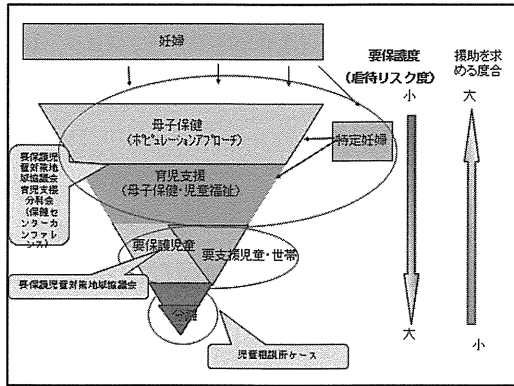 妊婦
要保護度
(虐待リスク度)
小
援助を求
める度合
大
母子保健
(ポピュレーションアプローチ)
特定妊婦
育児支援
(母子保健・児童福祉)
要保護児
童対策地
域協議会
育児支援
分科会
(保健セ
ンターカ
ンファレ
ンス)
要保護児童
要支援児童・世帯
要保護児童対策地域協議会
分離
児童相談所ケース
大
小